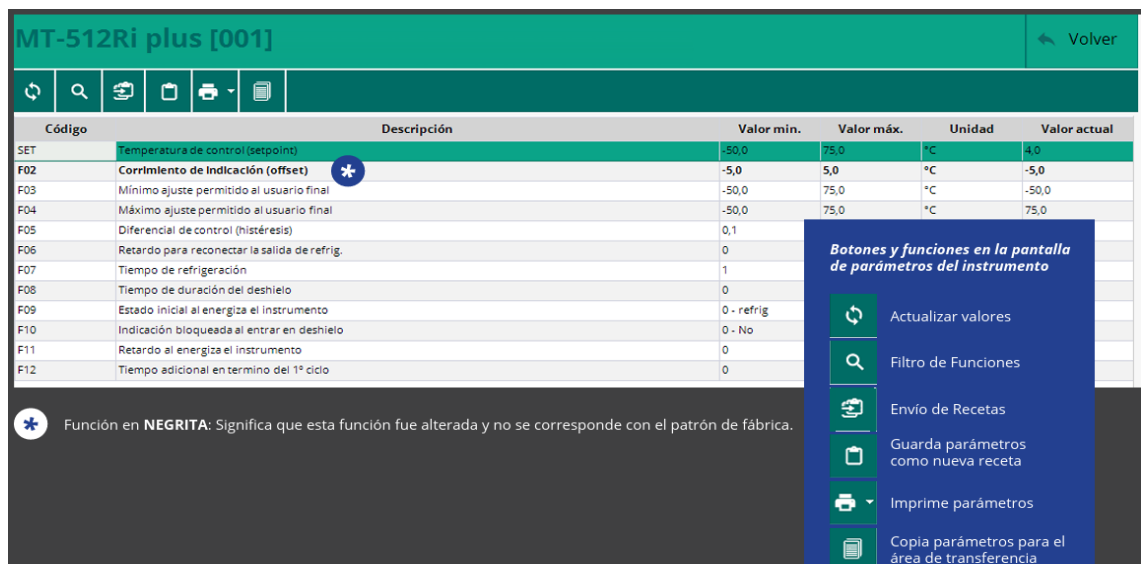 MT-512Ri plus [001]
Volver
Código Descripción Valor min. Valor máx. Unidad Valor actual
SET Temperatura de control (setpoint) -50,0 75,0 °C 4,0
F02 Corrimiento de indicación (offset) * -5,0 5,0 °C -5,0
F03 Mínimo ajuste permitido al usuario final -50,0 75,0 °C -50,0
F04 Máximo ajuste permitido al usuario final -50,0 75,0 °C 75,0
F05 Diferencial de control (histéresis) 0,1
F06 Retardo para reconectar la salida de refrig. 0
F07 Tiempo de refrigeración 1
F08 Tiempo de duración del deshielo 0
F09 Estado inicial al energiza el instrumento 0 - refrig
F10 Indicación bloqueada al entrar en deshielo 0 - No
F11 Retardo al energiza el instrumento 0
F12 Tiempo adicional en termino del 1º ciclo 0
* Función en NEGRITA: Significa que esta función fue alterada y no se corresponde con el patrón de fábrica.
Botones y funciones en la pantalla
de parámetros del instrumento
Actualizar valores
Filtro de Funciones
Envío de Recetas
Guarda parámetros
como nueva receta
Imprime parámetros
Copia parámetros para el
área de transferencia